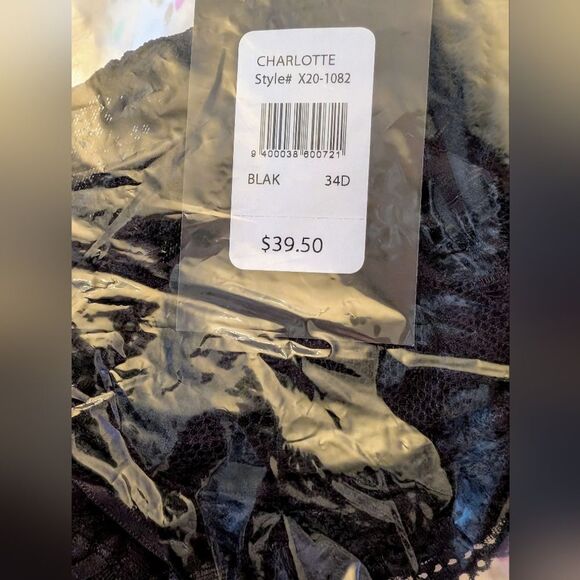 CHARLOTTE
Style# X20-1082
9 400038 600721
BLAK 34D
$39.50